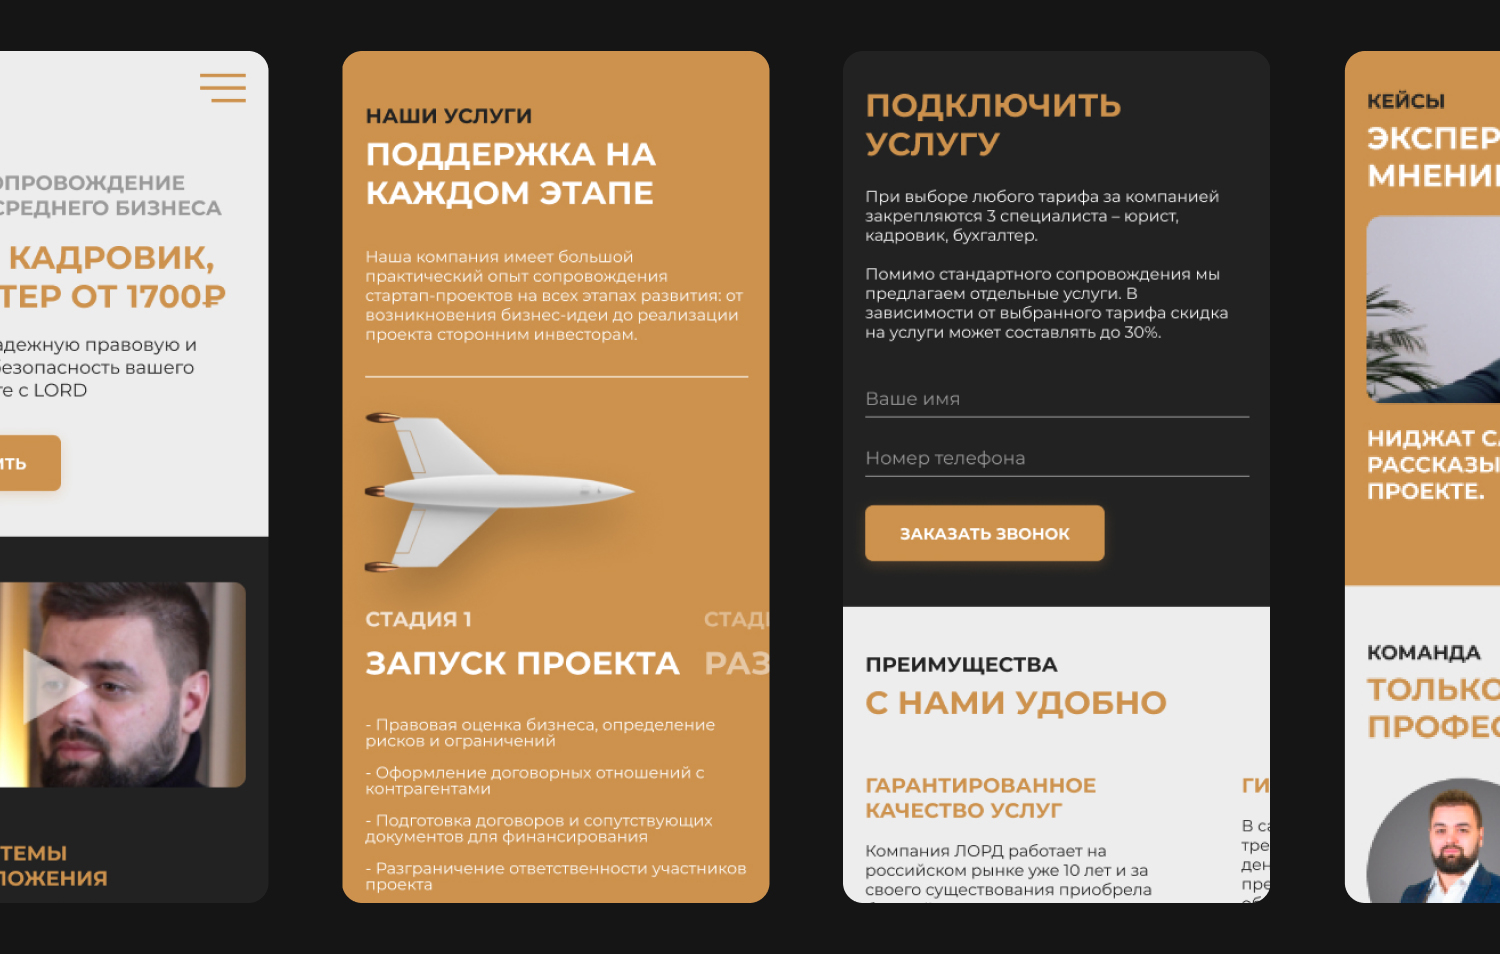 ОПРОВОЖДЕНИЕ
СРЕДНЕГО БИЗНЕСА
КАДРОВИК,
ТЕР ОТ 1700₽
адежную правовую и
безопасность вашего
те с LORD
ИТЬ
ТЕМЫ
ЛОЖЕНИЯ
НАШИ УСЛУГИ
ПОДДЕРЖКА НА
КАЖДОМ ЭТАПЕ
Наша компания имеет большой
практический опыт сопровождения
стартап-проектов на всех этапах развития: от
возникновения бизнес-идеи до реализации
проекта сторонним инвесторам.
СТАДИЯ 1
СТАДИ
ЗАПУСК ПРОЕКТА
РАЗ
- Правовая оценка бизнеса, определение
рисков и ограничений
- Оформление договорных отношений с
контрагентами
- Подготовка договоров и сопутствующих
документов для финансирования
- Разграничение ответственности участников
проекта
ПОДКЛЮЧИТЬ
УСЛУГУ
При выборе любого тарифа за компанией
закрепляются 3 специалиста – юрист,
кадровик, бухгалтер.
Помимо стандартного сопровождения мы
предлагаем отдельные услуги. В
зависимости от выбранного тарифа скидка
на услуги может составлять до 30%.
Ваше имя
Номер телефона
ЗАКАЗАТЬ ЗВОНОК
ПРЕИМУЩЕСТВА
С НАМИ УДОБНО
ГАРАНТИРОВАННОЕ
КАЧЕСТВО УСЛУГ
Компания ЛОРД работает на
российском рынке уже 10 лет и за
своего существования приобрела
ГИ
В са
тре
ден
пре
КЕЙСЫ
ЭКСПЕР
МНЕНИ
НИДЖАТ С
РАССКАЗЫ
ПРОЕКТЕ.
КОМАНДА
ТОЛЬКО
ПРОФЕС